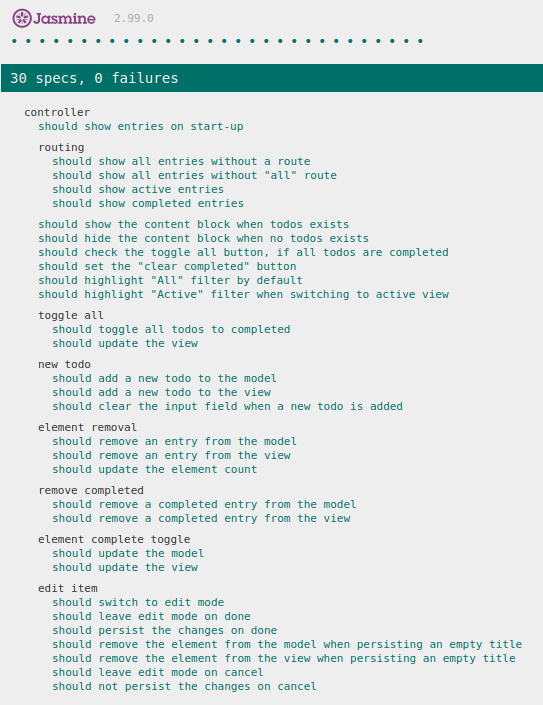 Jasmine 2.99.0
• • • • • • • • • • • • • • • • • • • • • • • • • • • • • •
30 specs, 0 failures
controller
should show entries on start-up
routing
should show all entries without a route
should show all entries without "all" route
should show active entries
should show completed entries
should show the content block when todos exists
should hide the content block when no todos exists
should check the toggle all button, if all todos are completed
should set the "clear completed" button
should highlight "All" filter by default
should highlight "Active" filter when switching to active view
toggle all
should toggle all todos to completed
should update the view
new todo
should add a new todo to the model
should add a new todo to the view
should clear the input field when a new todo is added
element removal
should remove an entry from the model
should remove an entry from the view
should update the element count
remove completed
should remove a completed entry from the model
should remove a completed entry from the view
element complete toggle
should update the model
should update the view
edit item
should switch to edit mode
should leave edit mode on done
should persist the changes on done
should remove the element from the model when persisting an empty title
should remove the element from the view when persisting an empty title
should leave edit mode on cancel
should not persist the changes on cancel